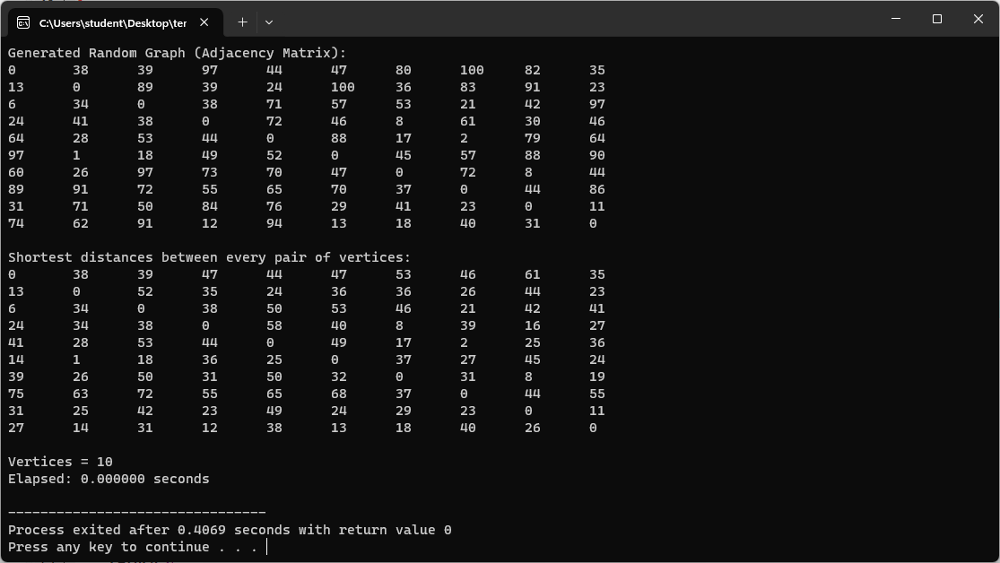 C:\Users\student\Desktop\ter
Generated Random Graph (Adjacency Matrix):
0 38 39 97 44 47 80 100 82 35
13 0 89 39 24 100 36 83 91 23
6 34 0 38 71 57 53 21 42 97
24 41 38 0 72 46 8 61 30 46
64 28 53 44 0 88 17 2 79 64
97 1 18 49 52 0 45 57 88 90
60 26 97 73 70 47 0 72 8 44
89 91 72 55 65 70 37 0 44 86
31 71 50 84 76 29 41 23 0 11
74 62 91 12 94 13 18 40 31 0
Shortest distances between every pair of vertices:
0 38 39 47 44 47 53 46 61 35
13 0 52 35 24 36 36 26 44 23
6 34 0 38 50 53 46 21 42 41
24 34 38 0 58 40 8 39 16 27
41 28 53 44 0 49 17 2 25 36
14 1 18 36 25 0 37 27 45 24
39 26 50 31 50 32 0 31 8 19
75 63 72 55 65 68 37 0 44 55
31 25 42 23 49 24 29 23 0 11
27 14 31 12 38 13 18 40 26 0
Vertices = 10
Elapsed: 0.000000 seconds
--------------------------------
Process exited after 0.4069 seconds with return value 0
Press any key to continue . . .